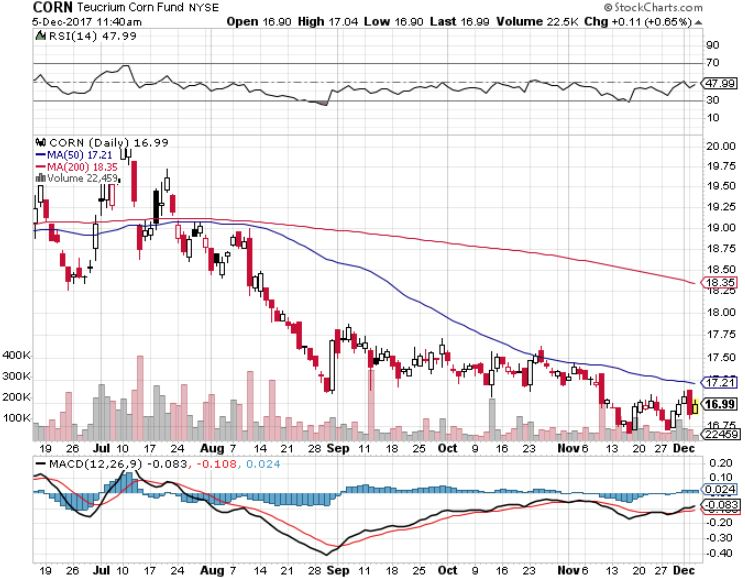 CORN Teucrium Corn Fund NYSE © StockCharts.com
5-Dec-2017 11:40am Open 16.90 High 17.04 Low 16.90 Last 16.99 Volume 22.5K Chg +0.11 (+0.65%)
RSI(14) 47.99
90
70
47.99
30
10
CORN (Daily) 16.99
MA(50) 17.21
MA(200) 18.35
Volume 22,459
20.00
19.75
19.50
19.25
19.00
18.75
18.50
18.35
18.25
18.00
17.75
17.50
17.21
16.99
16.75
22459
400K
300K
200K
100K
19 26 Jul 10 17 24 Aug 7 14 21 28 Sep 11 18 25 Oct 9 16 23 Nov 6 13 20 27 Dec
MACD(12,26,9) -0.083, -0.108, 0.024
0.20
0.10
0.024
-0.083
-0.20
-0.30
-0.40
19 26 Jul 10 17 24 Aug 7 14 21 28 Sep 11 18 25 Oct 9 16 23 Nov 6 13 20 27 Dec